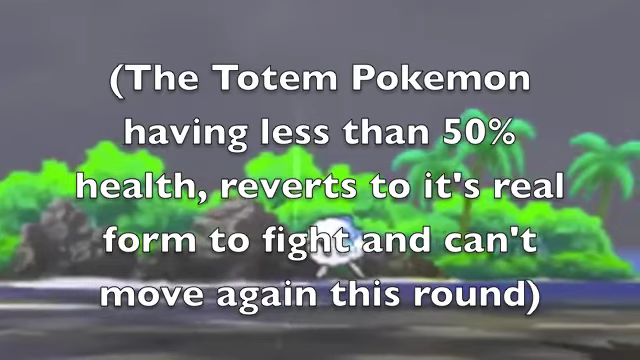 (The Totem Pokemon
having less than 50%
health, reverts to it's real
form to fight and can't
move again this round)